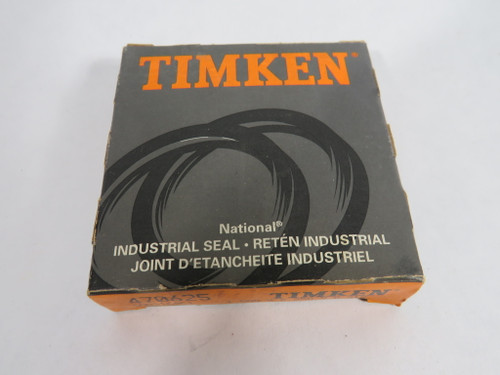 TIMKEN®
National®
INDUSTRIAL SEAL · RETÉN INDUSTRIAL
JOINT D'ETANCHEITE INDUSTRIEL
TIMKEN